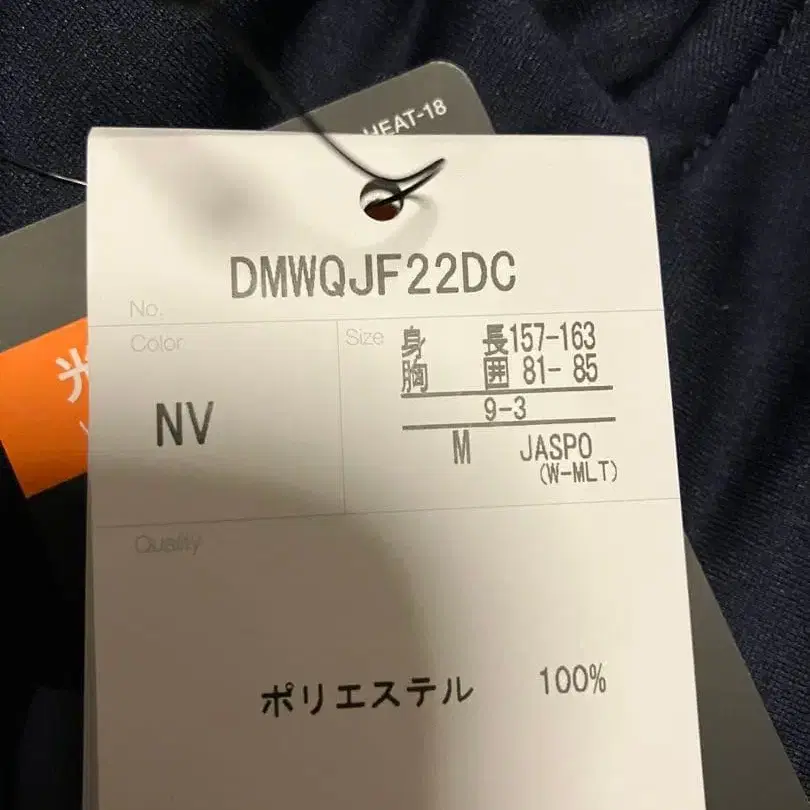 HEAT-18
DMWQJF22DC
No.
Color
NV
Size
身 長157-163
胸 囲 81- 85
9-3
M JASPO
(W-MLT)
光
Quality
ポリエステル 100%